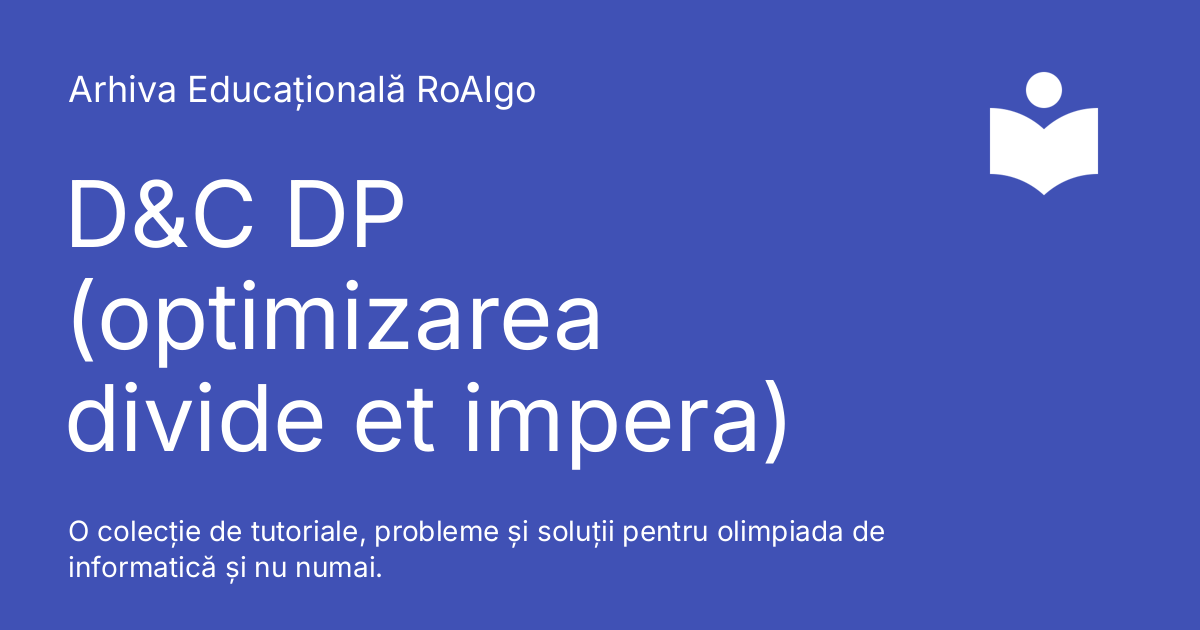 Arhiva Educațională RoAlgo
D&C DP
(optimizarea
divide et impera)
O colecție de tutoriale, probleme și soluții pentru olimpiada de
informatică și nu numai.